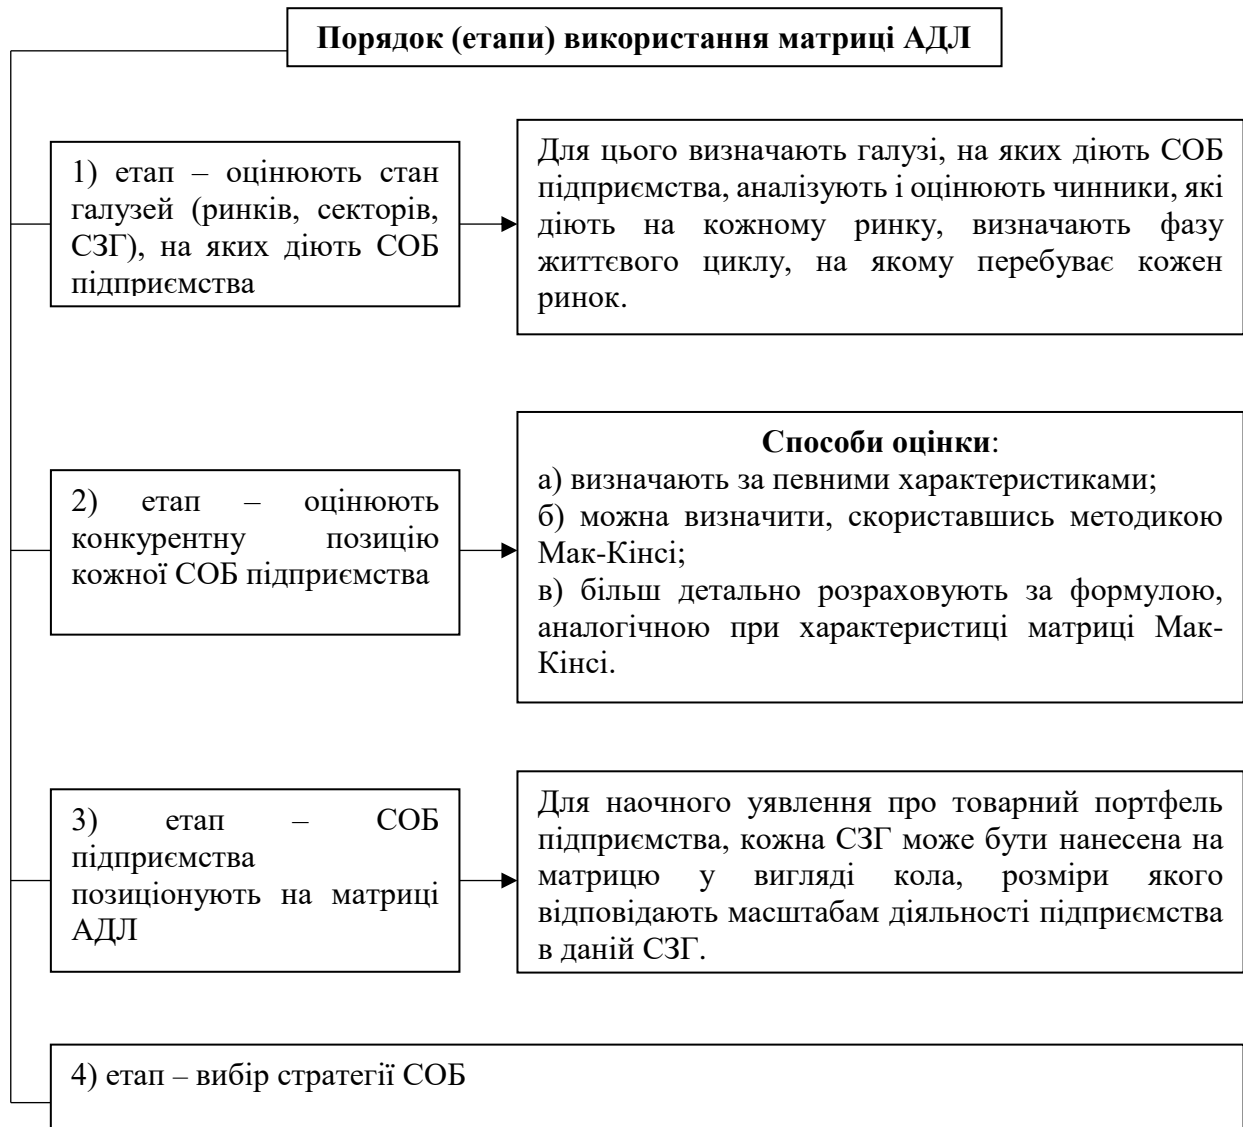 Порядок (етапи) використання матриці АДЛ
1) етап – оцінюють стан
галузей (ринків, секторів,
СЗГ), на яких діють СОБ
підприємства
Для цього визначають галузі, на яких діють СОБ
підприємства, аналізують і оцінюють чинники, які
діють на кожному ринку, визначають фазу
життєвого циклу, на якому перебуває кожен
ринок.
2) етап – оцінюють
конкурентну позицію
кожної СОБ підприємства
Способи оцінки:
а) визначають за певними характеристиками;
б) можна визначити, скориставшись методикою
Мак-Кінсі;
в) більш детально розраховують за формулою,
аналогічною при характеристиці матриці Мак-
Кінсі.
3) етап – СОБ
підприємства
позиціонують на матриці
АДЛ
Для наочного уявлення про товарний портфель
підприємства, кожна СЗГ може бути нанесена на
матрицю у вигляді кола, розміри якого
відповідають масштабам діяльності підприємства
в даній СЗГ.
4) етап – вибір стратегії СОБ